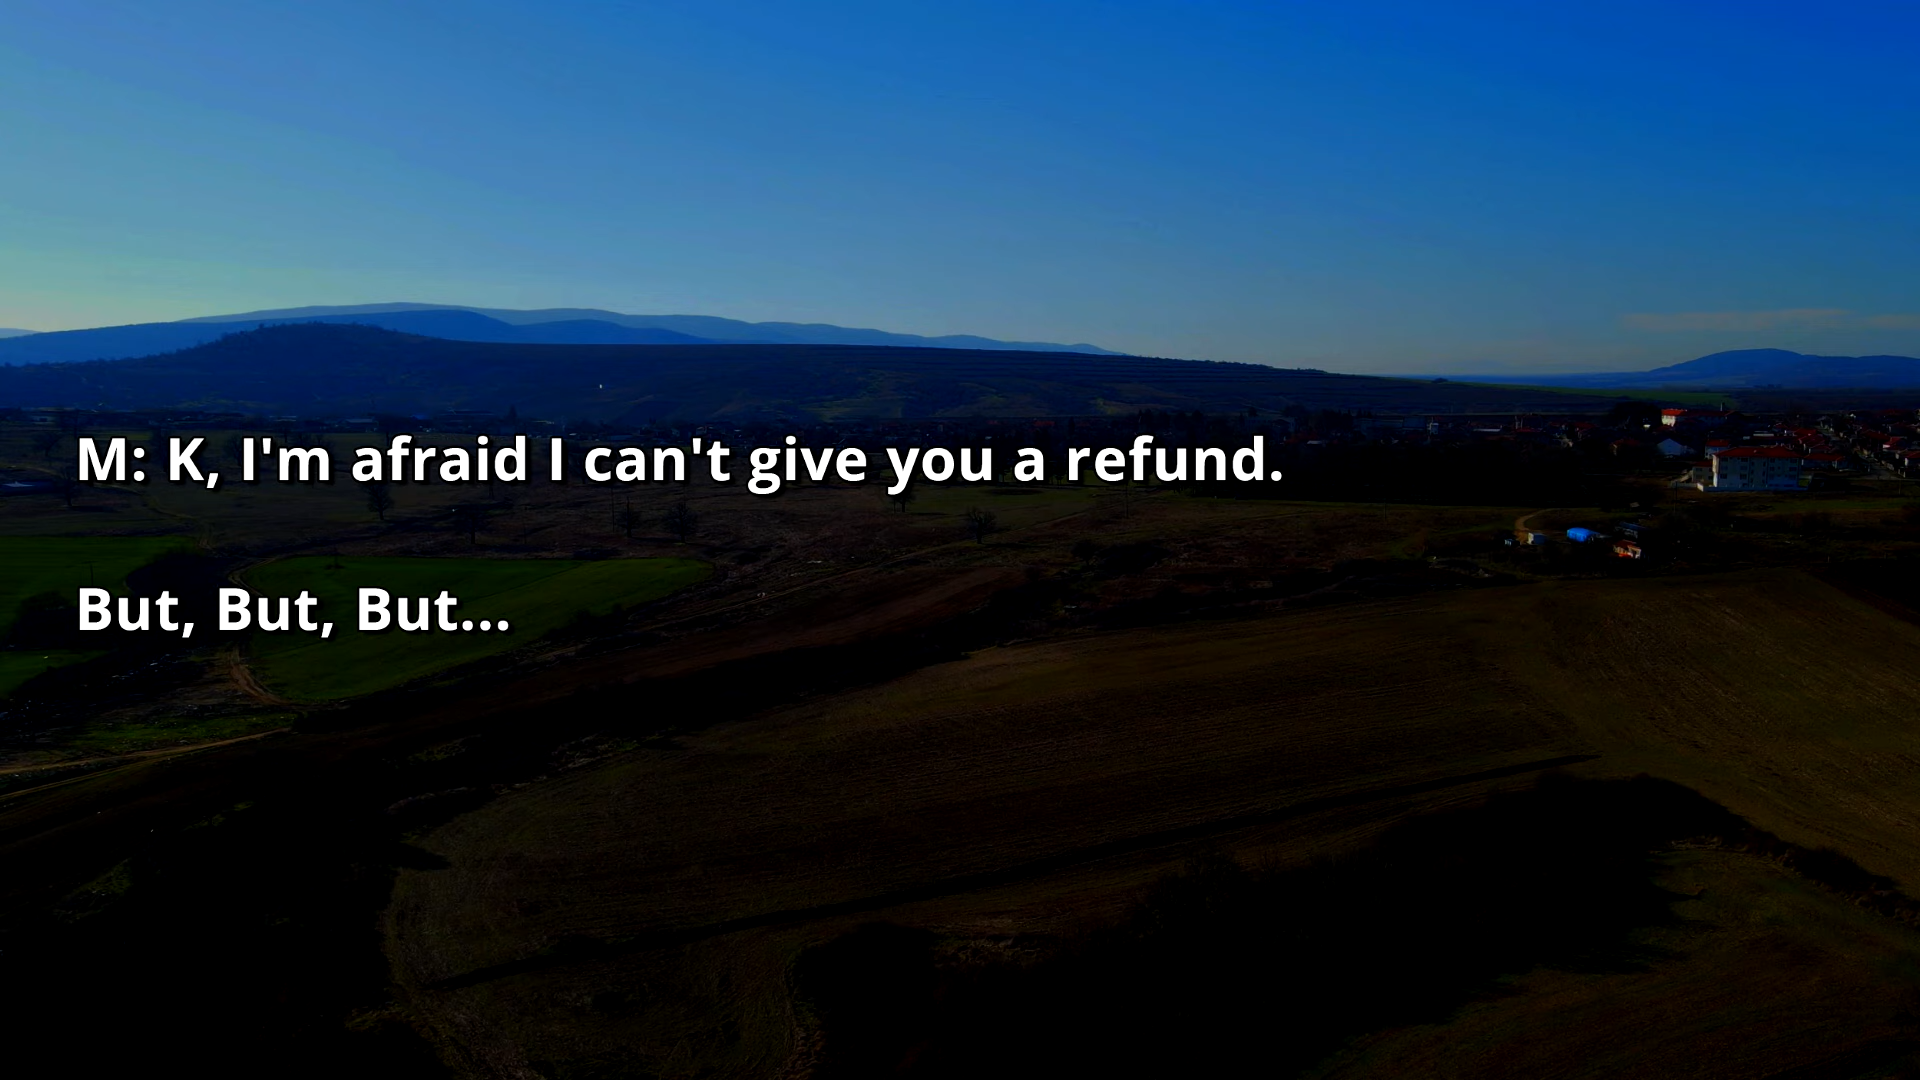 M: K, I'm afraid I can't give you a refund.
But, But, But...